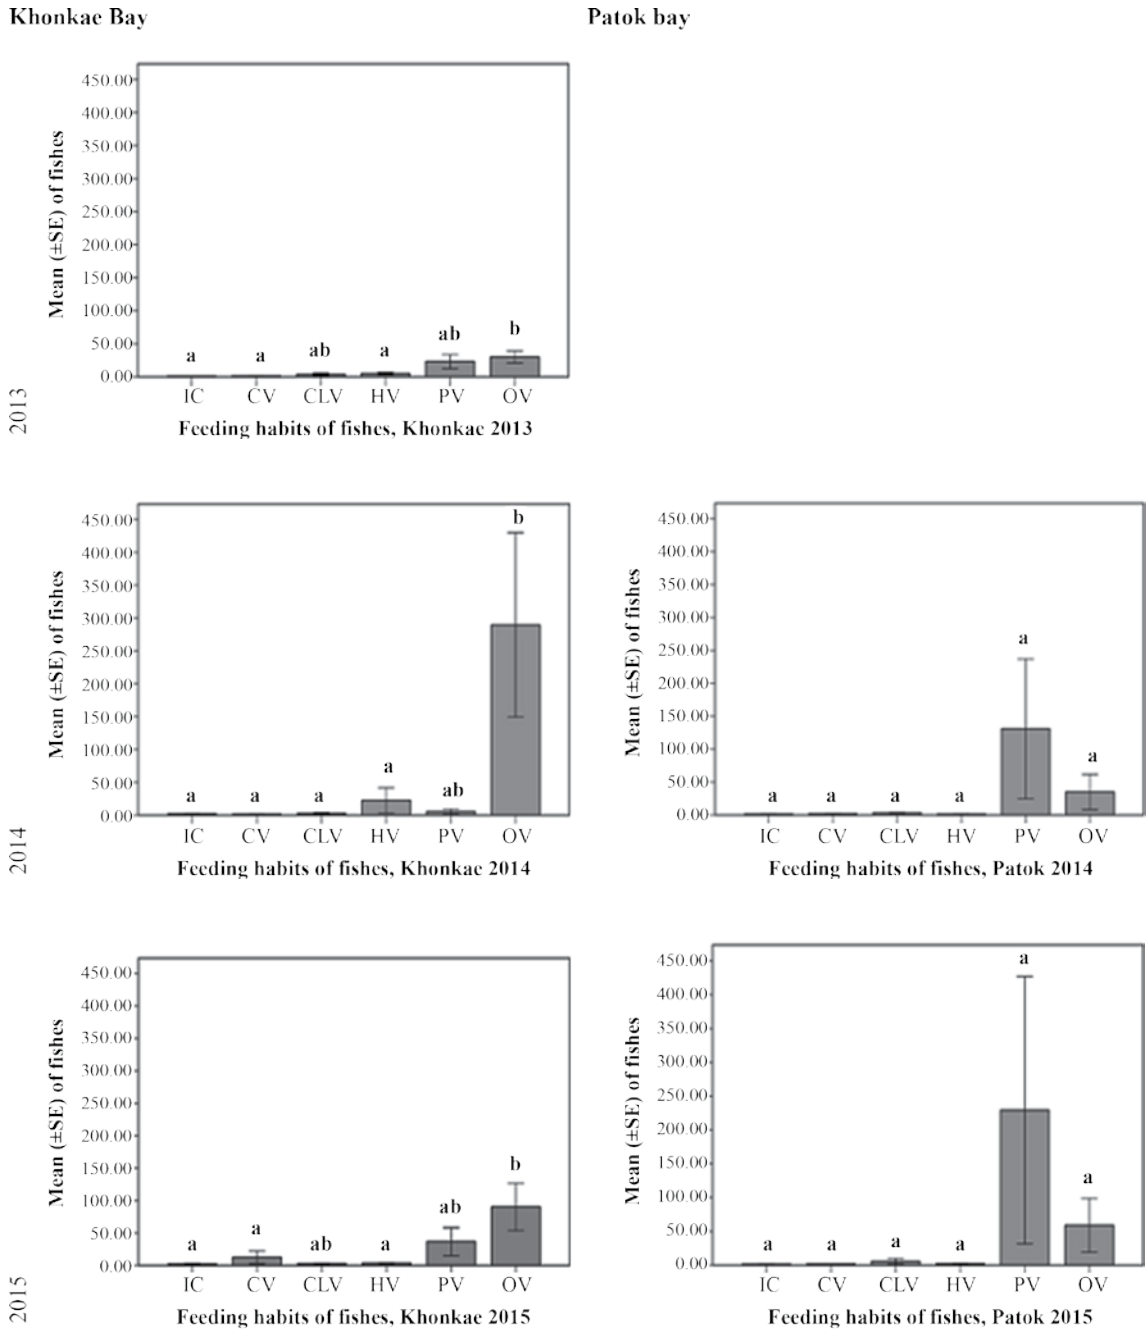 Khonkae Bay
Patok bay
450.00
400.00
350.00
300.00
250.00
200.00
150.00
100.00
50.00
0.00
Mean (±SE) of fishes
a a ab a ab b
IC CV CLV HV PV OV
Feeding habits of fishes, Khonkae 2013
2013
450.00
400.00
350.00
300.00
250.00
200.00
150.00
100.00
50.00
0.00
Mean (±SE) of fishes
a a a a ab b
IC CV CLV HV PV OV
Feeding habits of fishes, Khonkae 2014
2014
450.00
400.00
350.00
300.00
250.00
200.00
150.00
100.00
50.00
0.00
Mean (±SE) of fishes
a a a a a a
IC CV CLV HV PV OV
Feeding habits of fishes, Patok 2014
450.00
400.00
350.00
300.00
250.00
200.00
150.00
100.00
50.00
0.00
Mean (±SE) of fishes
a a ab a ab b
IC CV CLV HV PV OV
Feeding habits of fishes, Khonkae 2015
2015
450.00
400.00
350.00
300.00
250.00
200.00
150.00
100.00
50.00
0.00
Mean (±SE) of fishes
a a a a a a
IC CV CLV HV PV OV
Feeding habits of fishes, Patok 2015